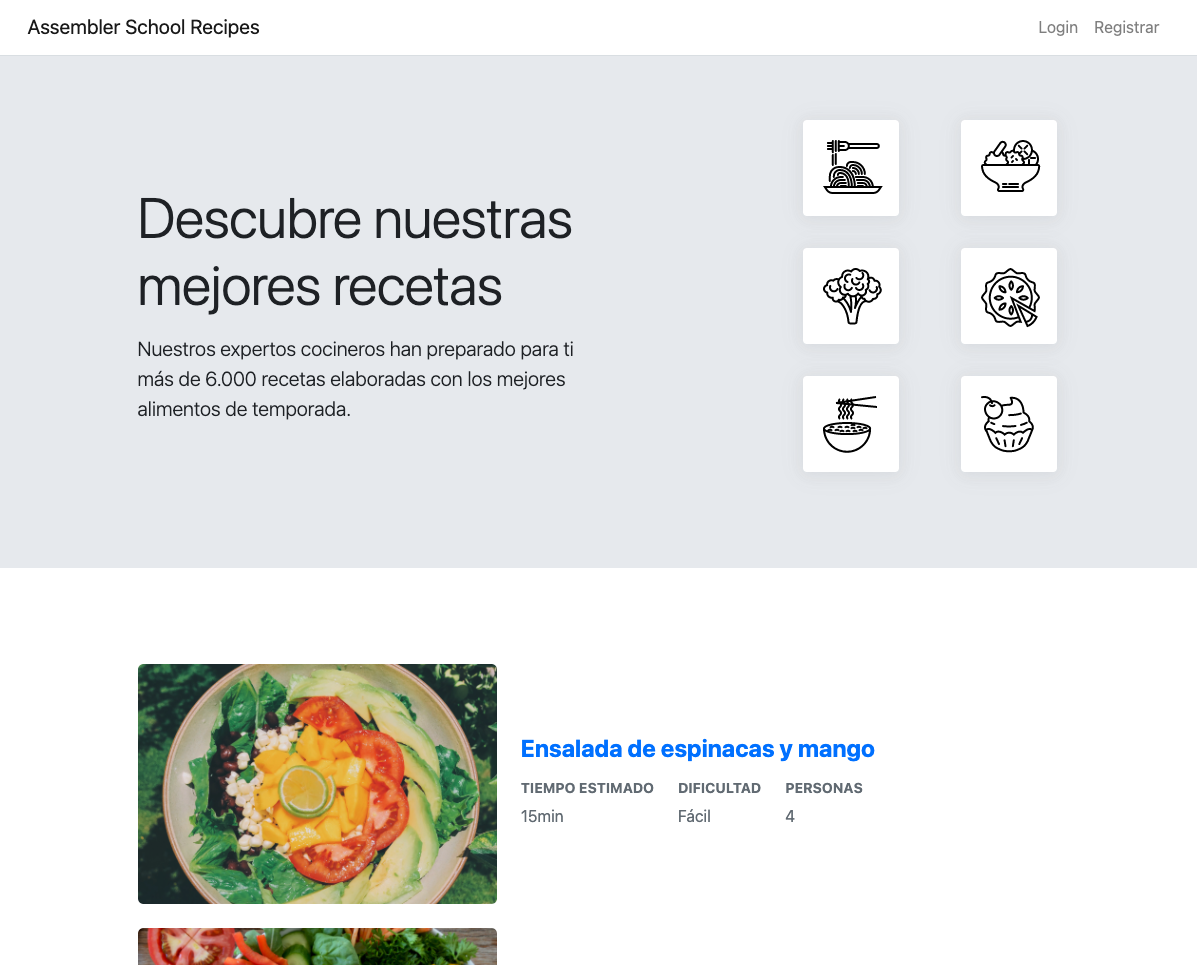 Assembler School Recipes
Login Registrar
Descubre nuestras
mejores recetas
Nuestros expertos cocineros han preparado para ti
más de 6.000 recetas elaboradas con los mejores
alimentos de temporada.
Ensalada de espinacas y mango
TIEMPO ESTIMADO DIFICULTAD PERSONAS
15min Fácil 4